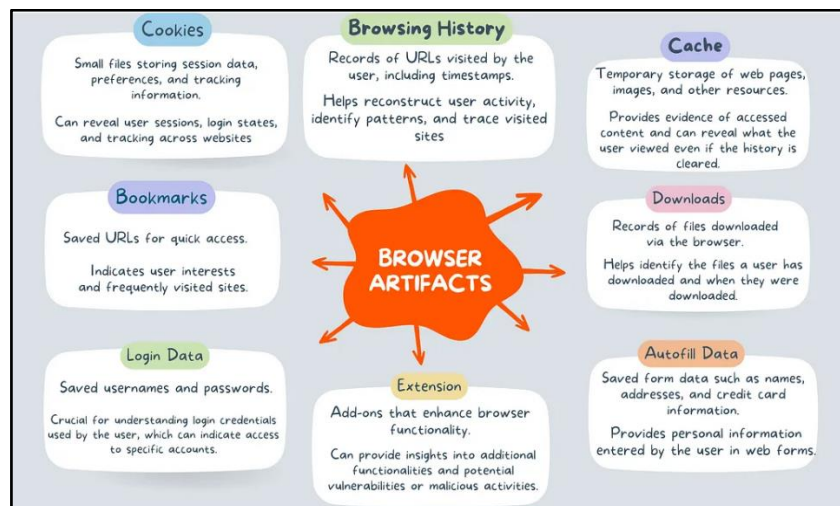 Cookies
Small files storing session data,
preferences, and tracking
information.
Can reveal user sessions, login states,
and tracking across websites
Browsing History
Records of URLs visited by the
user, including timestamps.
Helps reconstruct user activity,
identify patterns, and trace visited
sites
Cache
Temporary storage of web pages,
images, and other resources.
Provides evidence of accessed
content and can reveal what the
user viewed even if the history is
cleared.
Bookmarks
Saved URLs for quick access.
Indicates user interests
and frequently visited sites.
BROWSER
ARTIFACTS
Downloads
Records of files downloaded
via the browser.
Helps identify the files a user has
downloaded and when they were
downloaded.
Login Data
Saved usernames and passwords.
Crucial for understanding login credentials
used by the user, which can indicate access
to specific accounts.
Extension
Add-ons that enhance browser
functionality.
Can provide insights into additional
functionalities and potential
vulnerabilities or malicious activities.
Autofill Data
Saved form data such as names,
addresses, and credit card
information.
Provides personal information
entered by the user in web forms.